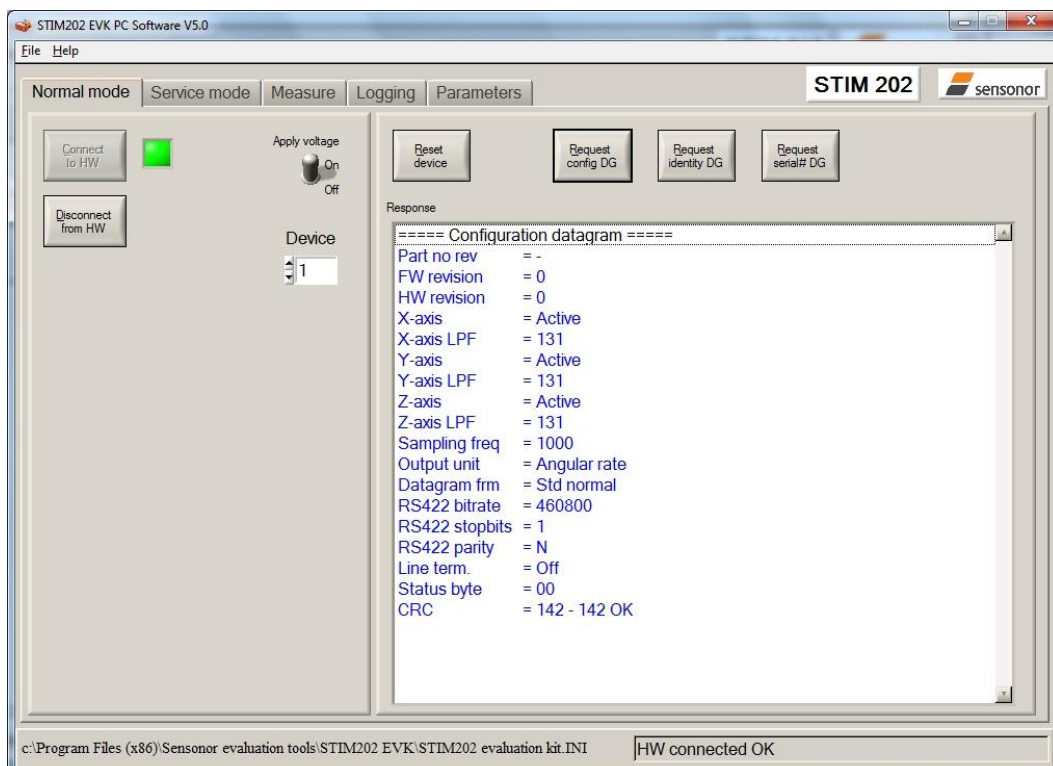 STIM202 EVK PC Software V5.0
File Help
Normal mode Service mode Measure Logging Parameters
STIM 202 sensonor
Connect to HW
Apply voltage
On
Off
Disconnect from HW
Device
1
Reset device
Request config DG
Request identity DG
Request serial# DG
Response
===== Configuration datagram =====
Part no rev = -
FW revision = 0
HW revision = 0
X-axis = Active
X-axis LPF = 131
Y-axis = Active
Y-axis LPF = 131
Z-axis = Active
Z-axis LPF = 131
Sampling freq = 1000
Output unit = Angular rate
Datagram frm = Std normal
RS422 bitrate = 460800
RS422 stopbits = 1
RS422 parity = N
Line term. = Off
Status byte = 00
CRC = 142 - 142 OK
c:\Program Files (x86)\Sensonor evaluation tools\STIM202 EVK\STIM202 evaluation kit.INI
HW connected OK